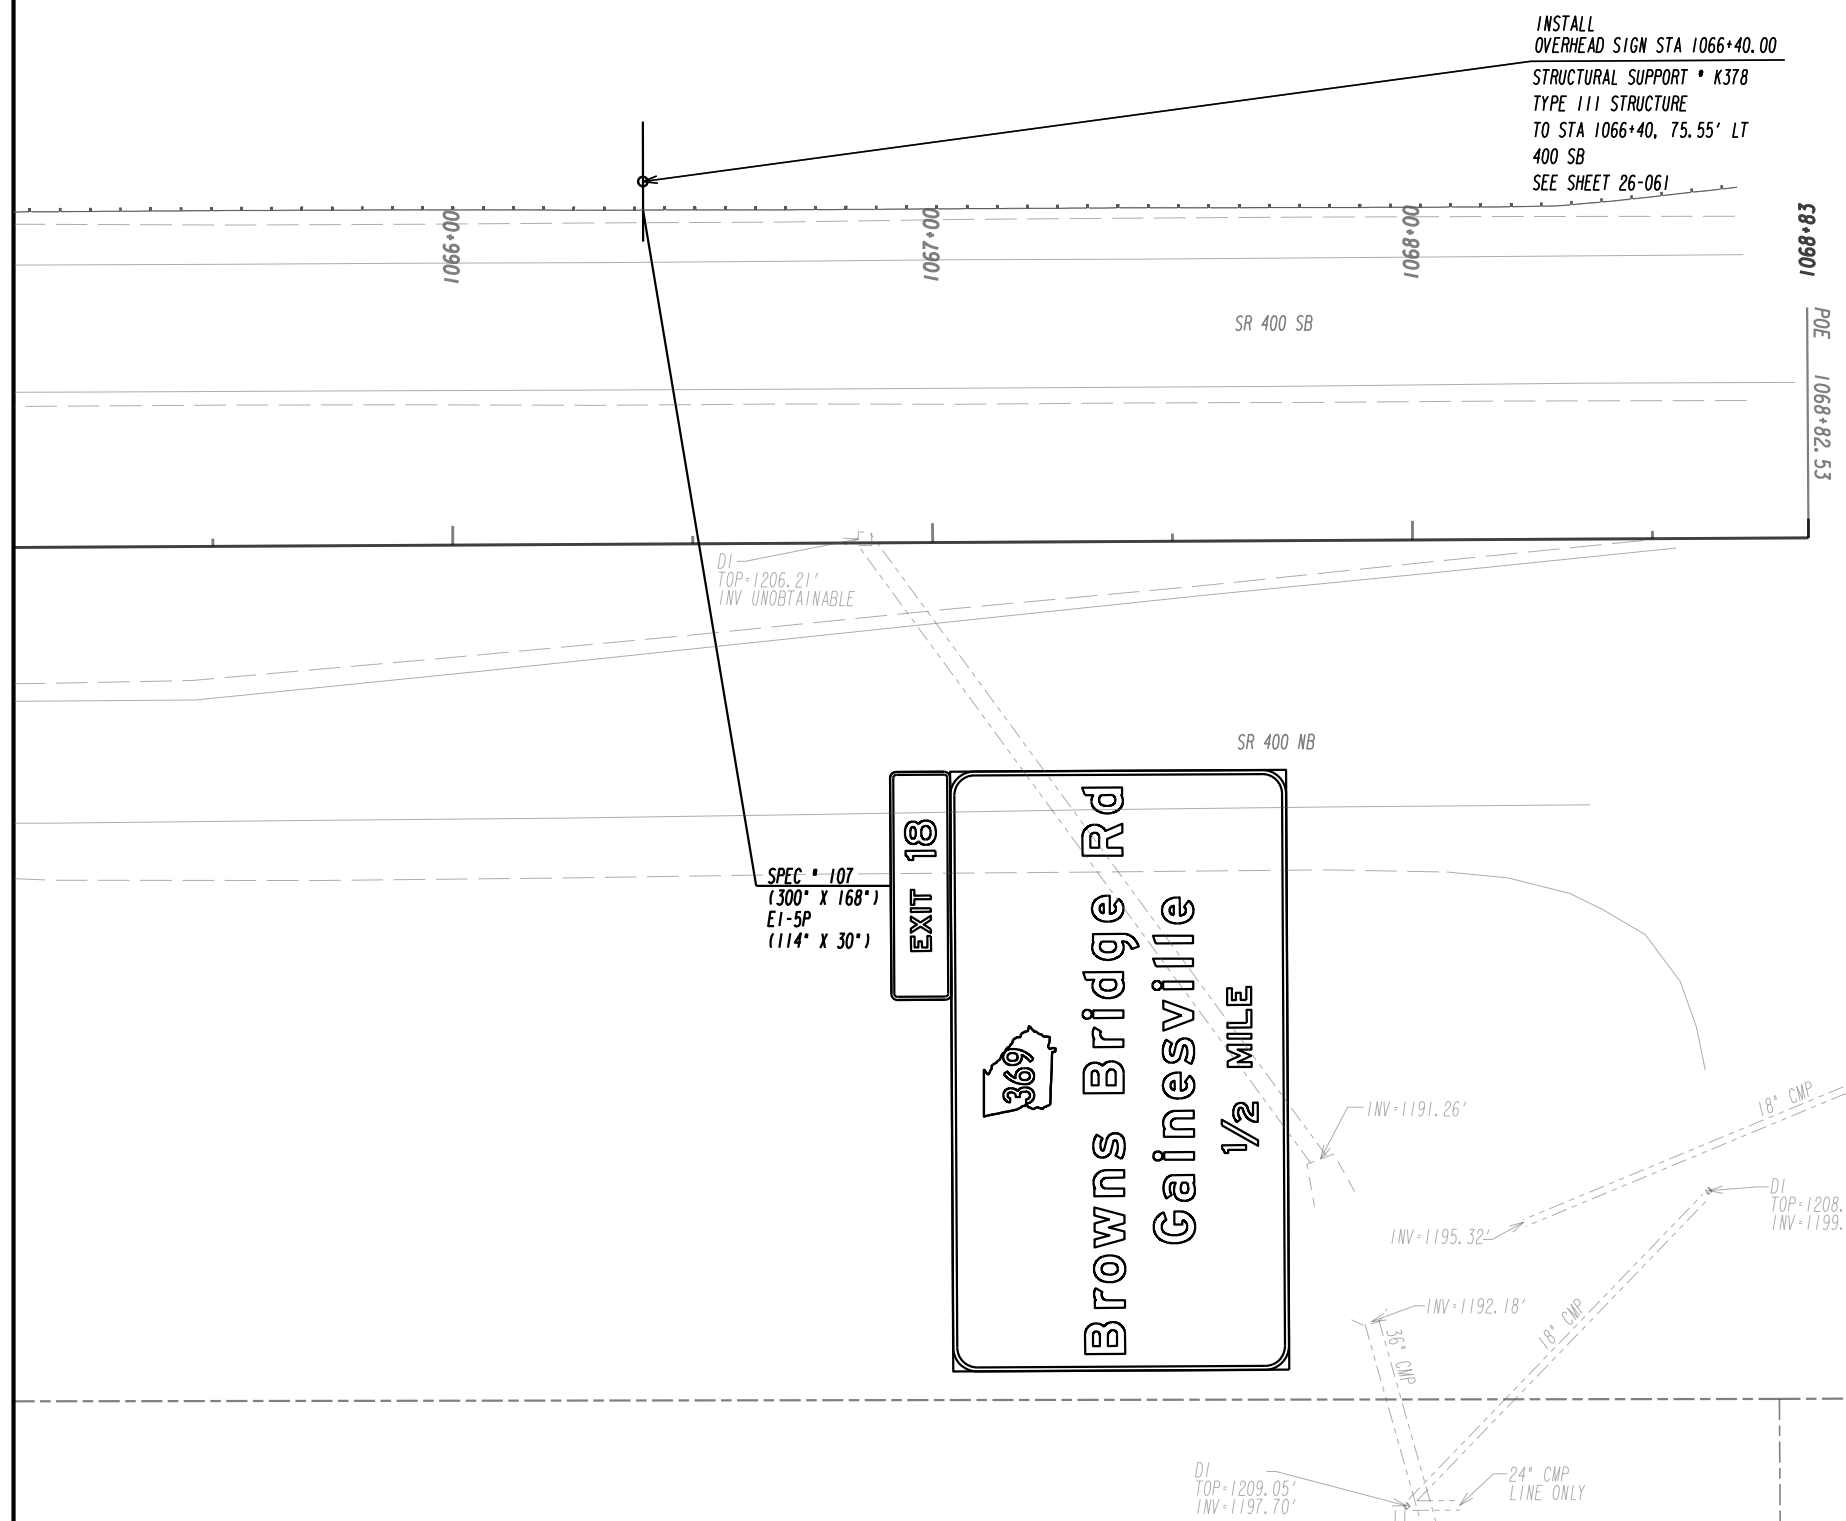 INSTALL
OVERHEAD SIGN STA 1066+40.00
STRUCTURAL SUPPORT " K378
TYPE III STRUCTURE
TO STA 1066+40, 75.55' LT
400 SB
SEE SHEET 26-061
1066+00
1067+00
1068+00
1068+83
POE 1068+82.53
SR 400 SB
DI
TOP=1206.21'
INV UNOBTAINABLE
SR 400 NB
SPEC " 107
(300" X 168")
E1-5P
(114" X 30")
EXIT 18
369
Browns Bridge Rd
Gainesville
1/2 MILE
INV=1191.26'
18" CMP
DI
TOP=1208.
INV=1199.
INV=1195.32'
INV=1192.18'
36" CMP
18" CMP
DI
TOP=1209.05'
INV=1197.70'
24" CMP
LINE ONLY